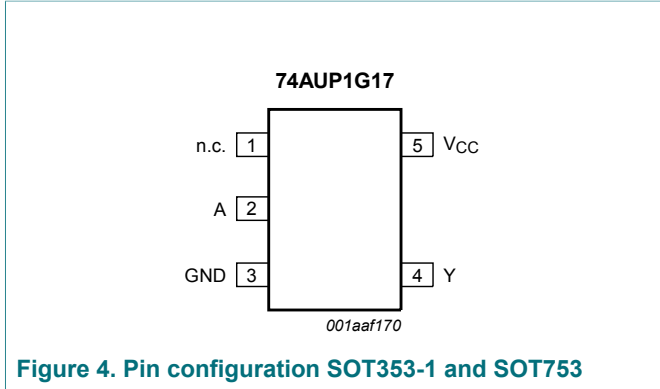 74AUP1G17
n.c. 1
5 VCC
A 2
GND 3
4 Y
001aaf170
Figure 4. Pin configuration SOT353-1 and SOT753